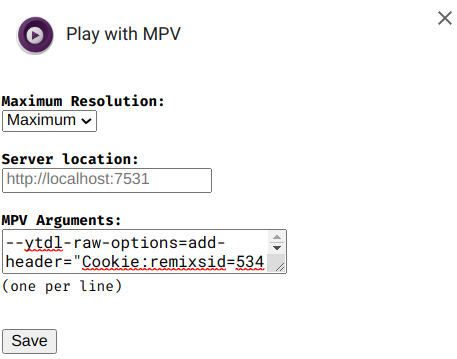 Play with MPV
Maximum Resolution:
Maximum
Server location:
http://localhost:7531
MPV Arguments:
--ytdl-raw-options=add-
header="Cookie:remixsid=534
(one per line)
Save